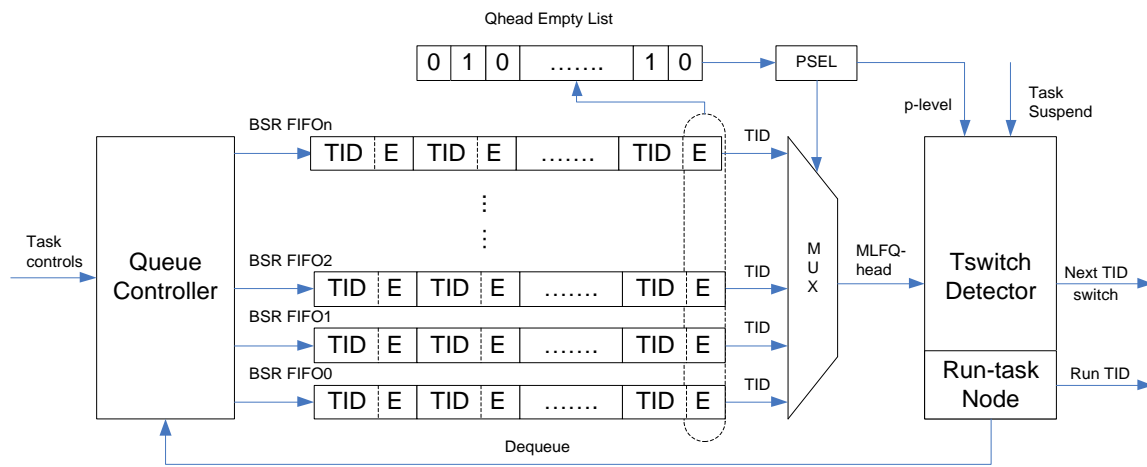 Qhead Empty List
0 1 0 ……. 1 0
PSEL
p-level
Task
Suspend
BSR FIFOn
TID E TID E ……. TID E
TID
Task
controls
Queue
Controller
BSR FIFO2
TID E TID E ……. TID E
TID
BSR FIFO1
TID E TID E ……. TID E
TID
BSR FIFO0
TID E TID E ……. TID E
TID
M
U
X
MLFQ-
head
Tswitch
Detector
Next TID
switch
Run-task
Node
Run TID
Dequeue